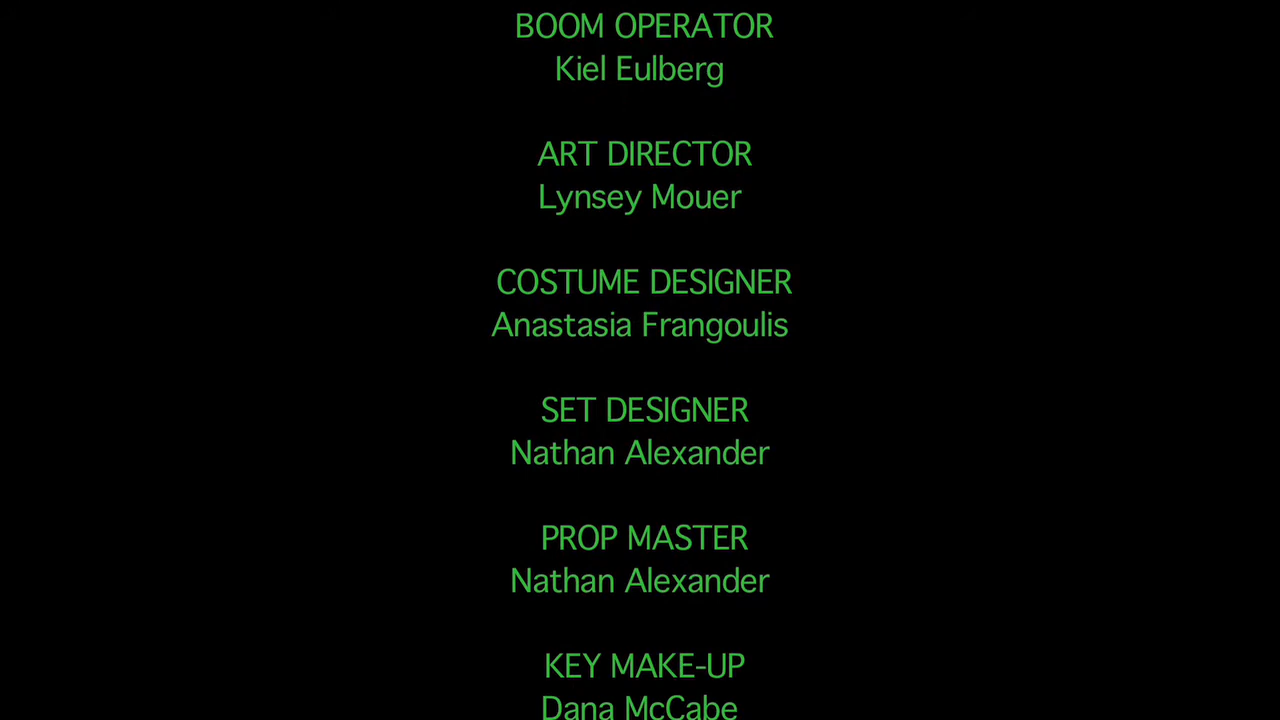 BOOM OPERATOR
Kiel Eulberg
ART DIRECTOR
Lynsey Mouer
COSTUME DESIGNER
Anastasia Frangoulis
SET DESIGNER
Nathan Alexander
PROP MASTER
Nathan Alexander
KEY MAKE-UP
Dana McCabe